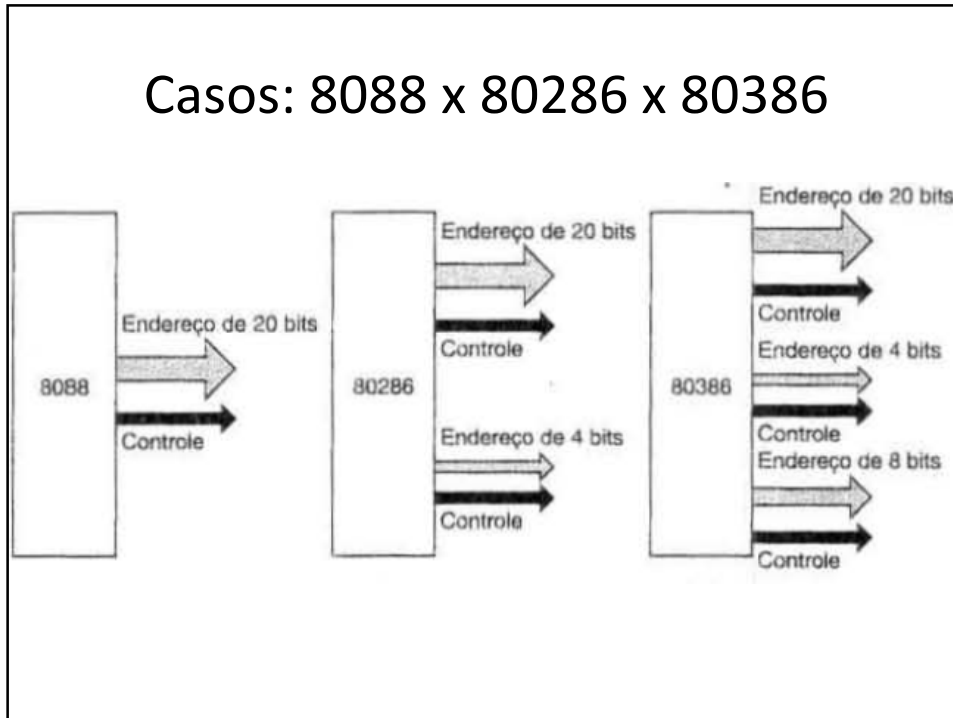 Casos: 8088 x 80286 x 80386
8088
Endereço de 20 bits
Controle
80286
Endereço de 20 bits
Controle
Endereço de 4 bits
Controle
80386
Endereço de 20 bits
Controle
Endereço de 4 bits
Controle
Endereço de 8 bits
Controle